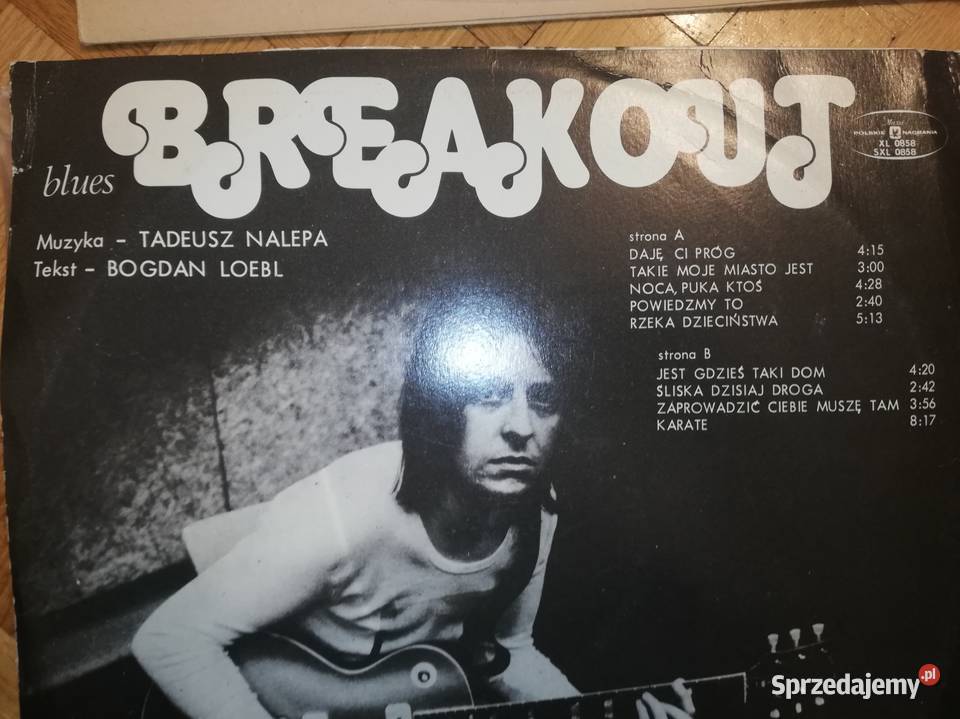 BREAKOUT
blues
Muza
POLSKIE NAGRANIA
XL 0858
SXL 0858
Muzyka - TADEUSZ NALEPA
Tekst - BOGDAN LOEBL
strona A
DAJĘ CI PRÓG 4:15
TAKIE MOJE MIASTO JEST 3:00
NOCĄ PUKA KTOŚ 4:28
POWIEDZMY TO 2:40
RZEKA DZIECIŃSTWA 5:13
strona B
JEST GDZIEŚ TAKI DOM 4:20
ŚLISKA DZISIAJ DROGA 2:42
ZAPROWADZIĆ CIEBIE MUSZĘ TAM 3:56
KARATE 8:17
Sprzedajemy.pl